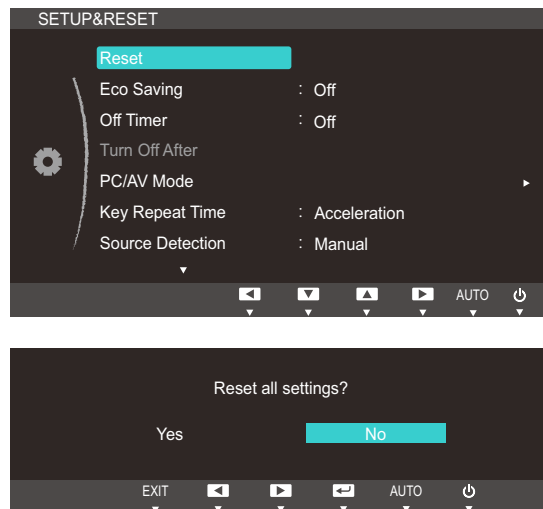 SETUP&RESET
Reset
Eco Saving : Off
Off Timer : Off
Turn Off After
PC/AV Mode
Key Repeat Time : Acceleration
Source Detection : Manual
AUTO
Reset all settings?
Yes No
EXIT AUTO